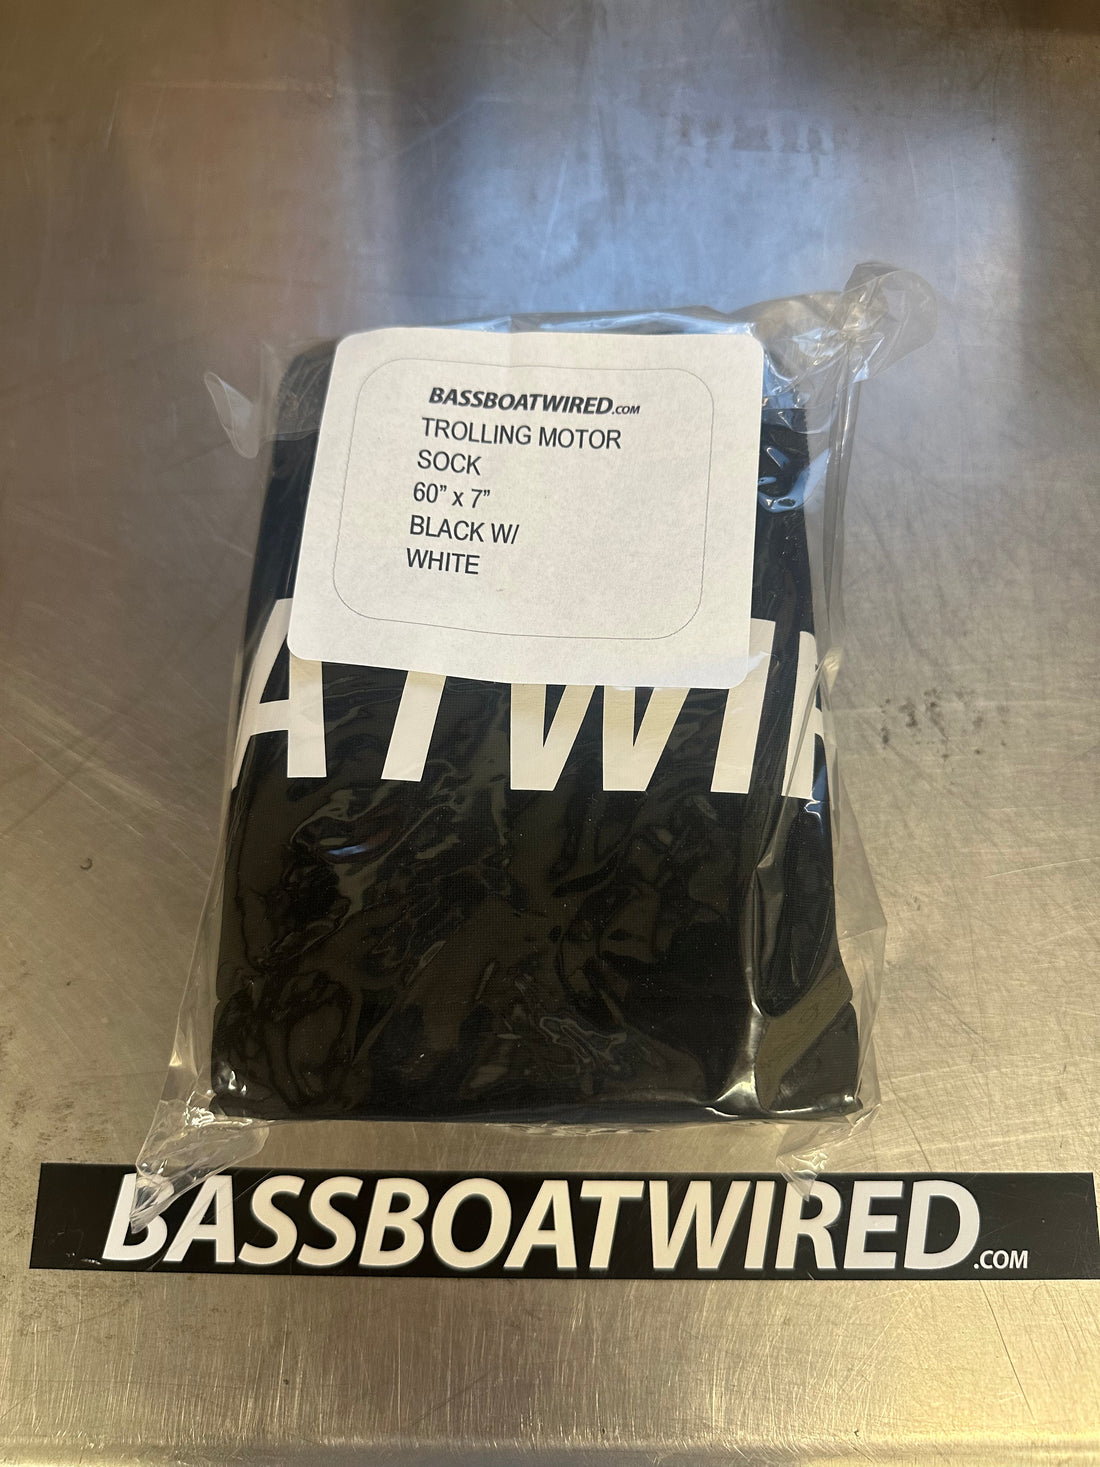 BASSBOATWIRED.COM
TROLLING MOTOR
SOCK
60” x 7”
BLACK W/
WHITE
ATWI
BASSBOATWIRED.COM